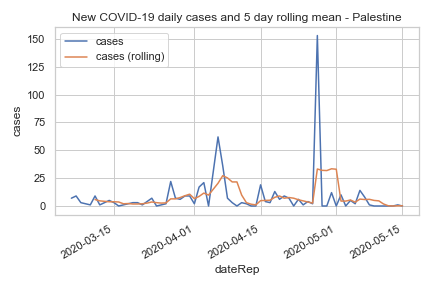 New COVID-19 daily cases and 5 day rolling mean - Palestine
cases
cases (rolling)
150
125
100
75
50
25
0
cases
2020-03-15
2020-04-01
2020-04-15
2020-05-01
2020-05-15
dateRep